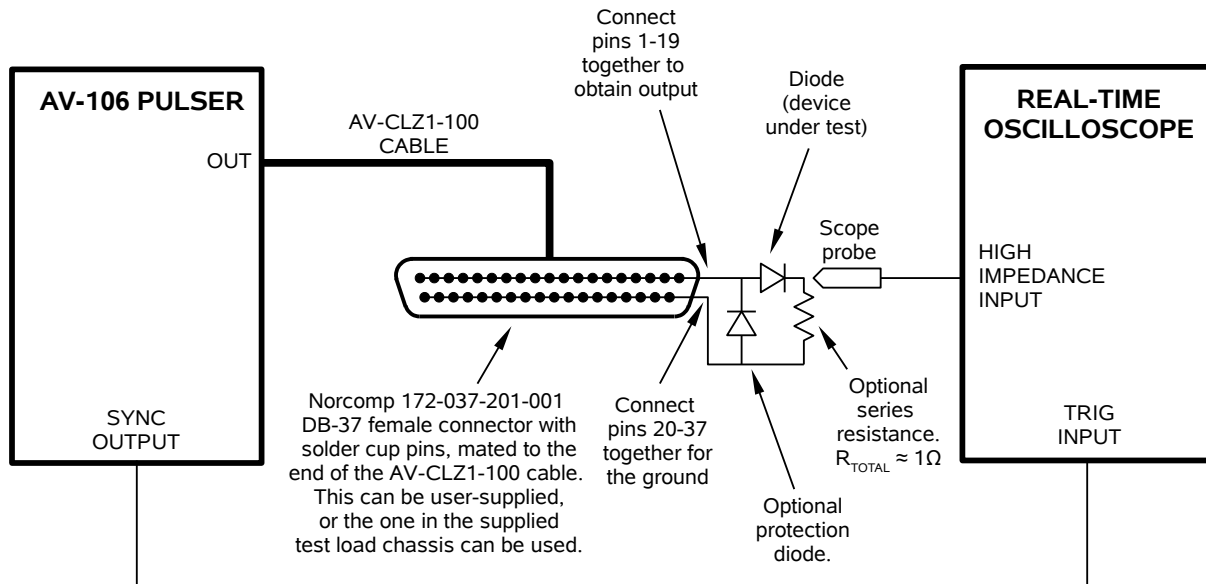 Connect
pins 1-19
together to
obtain output
Diode
(device
under test)
AV-106 PULSER
REAL-TIME
OSCILLOSCOPE
AV-CLZ1-100
CABLE
OUT
Scope
probe
HIGH
IMPEDANCE
INPUT
Norcomp 172-037-201-001
DB-37 female connector with
solder cup pins, mated to the
end of the AV-CLZ1-100 cable.
This can be user-supplied,
or the one in the supplied
test load chassis can be used.
Connect
pins 20-37
together for
the ground
Optional
series
resistance.
R_TOTAL ≈ 1Ω
Optional
protection
diode.
SYNC
OUTPUT
TRIG
INPUT